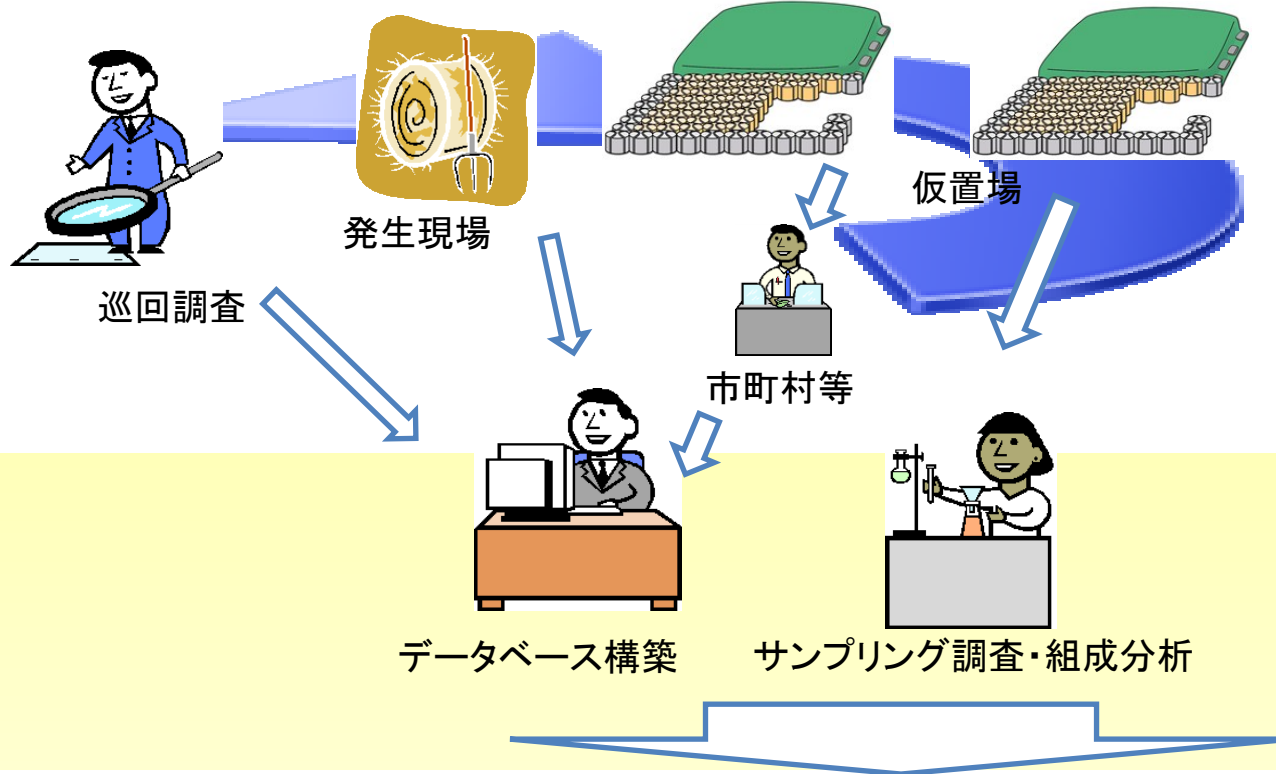 仮置場
発生現場
巡回調査
市町村等
データベース構築
サンプリング調査・組成分析